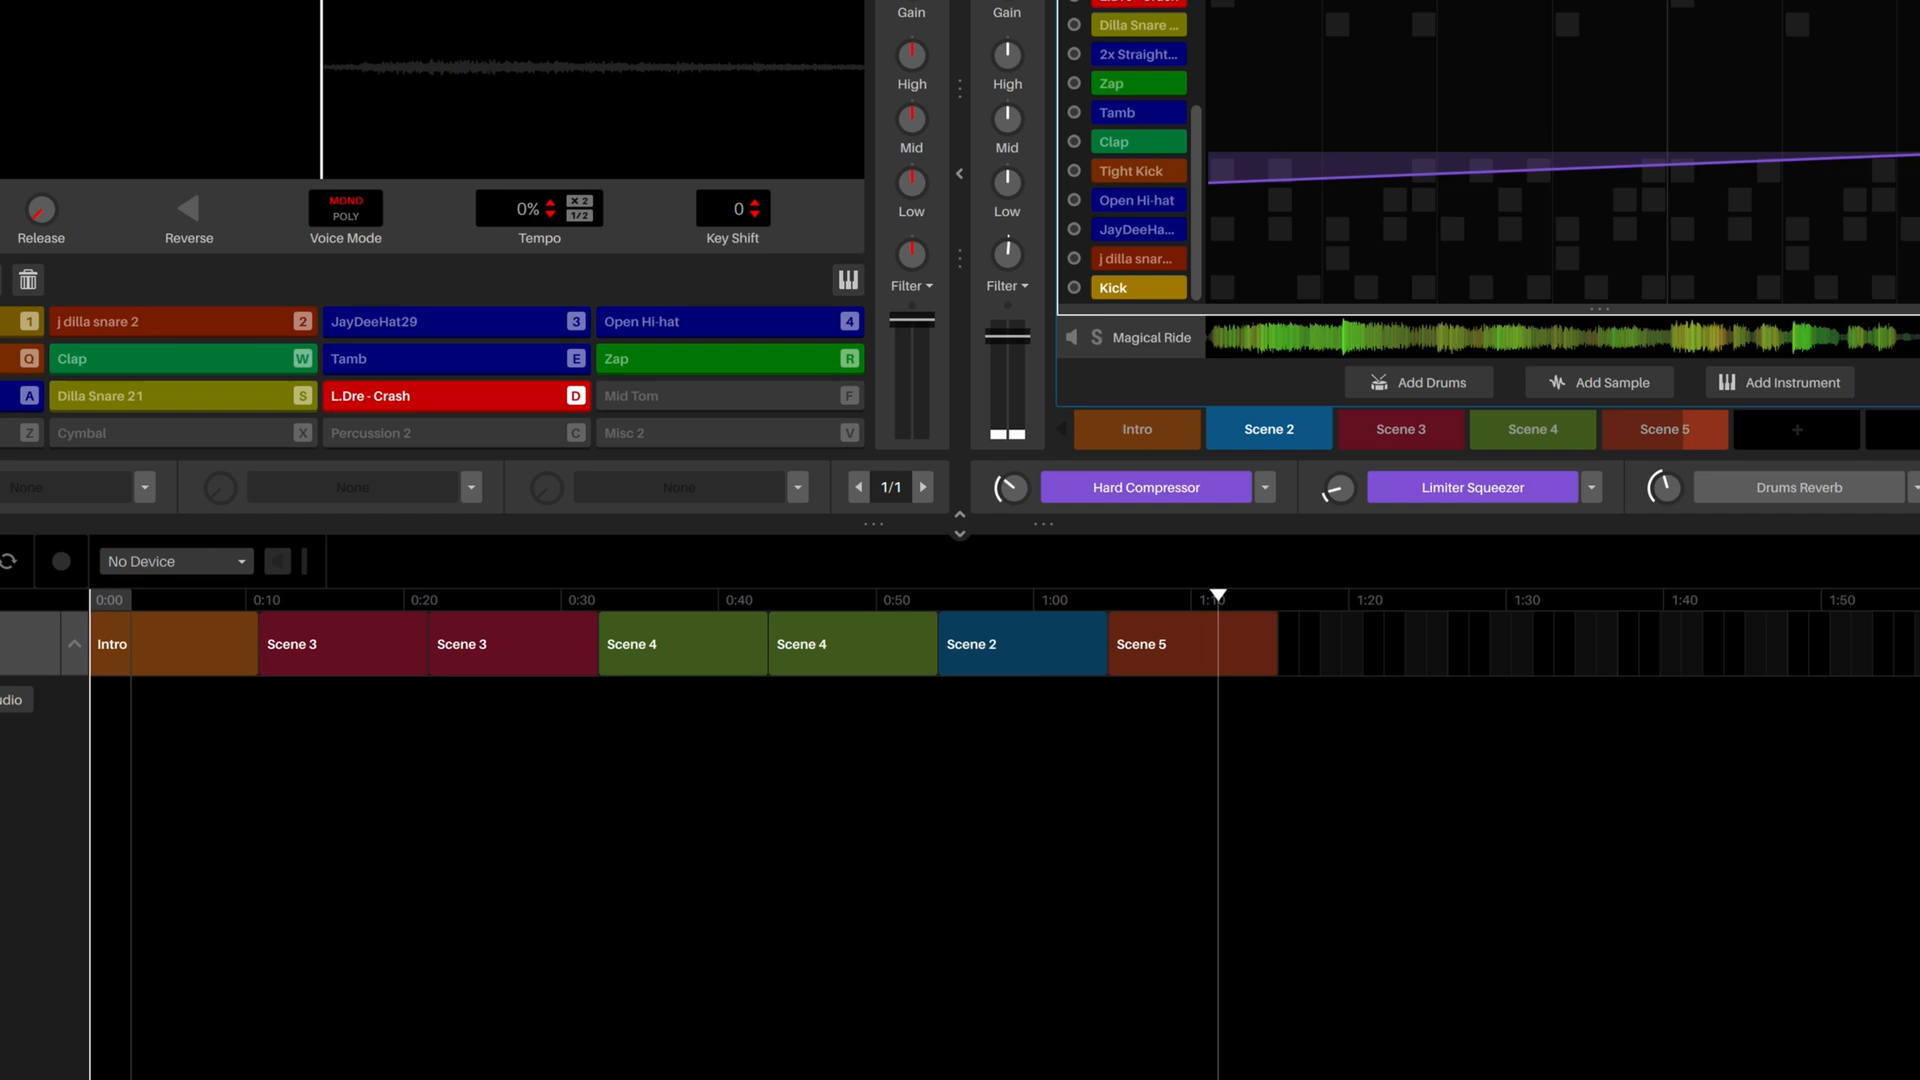 Gain
Gain
Dilla Snare ...
2x Straight...
High
High
Zap
Tamb
Mid
Mid
Clap
Tight Kick
MONO
POLY
0%
x 2
1/2
0
Low
Low
Open Hi-hat
JayDeeHa...
Release
Reverse
Voice Mode
Tempo
Key Shift
j dilla snar...
Filter
Filter
Kick
1
j dilla snare 2
2
JayDeeHat29
3
Open Hi-hat
4
S
Magical Ride
Q
Clap
W
Tamb
E
Zap
R
Add Drums
Add Sample
Add Instrument
A
Dilla Snare 21
S
L.Dre - Crash
D
Mid Tom
F
Z
Cymbal
X
Percussion 2
C
Misc 2
V
Intro
Scene 2
Scene 3
Scene 4
Scene 5
+
None
None
None
1/1
Hard Compressor
Limiter Squeezer
Drums Reverb
No Device
0:00
0:10
0:20
0:30
0:40
0:50
1:00
1:10
1:20
1:30
1:40
1:50
Intro
Scene 3
Scene 3
Scene 4
Scene 4
Scene 2
Scene 5
udio